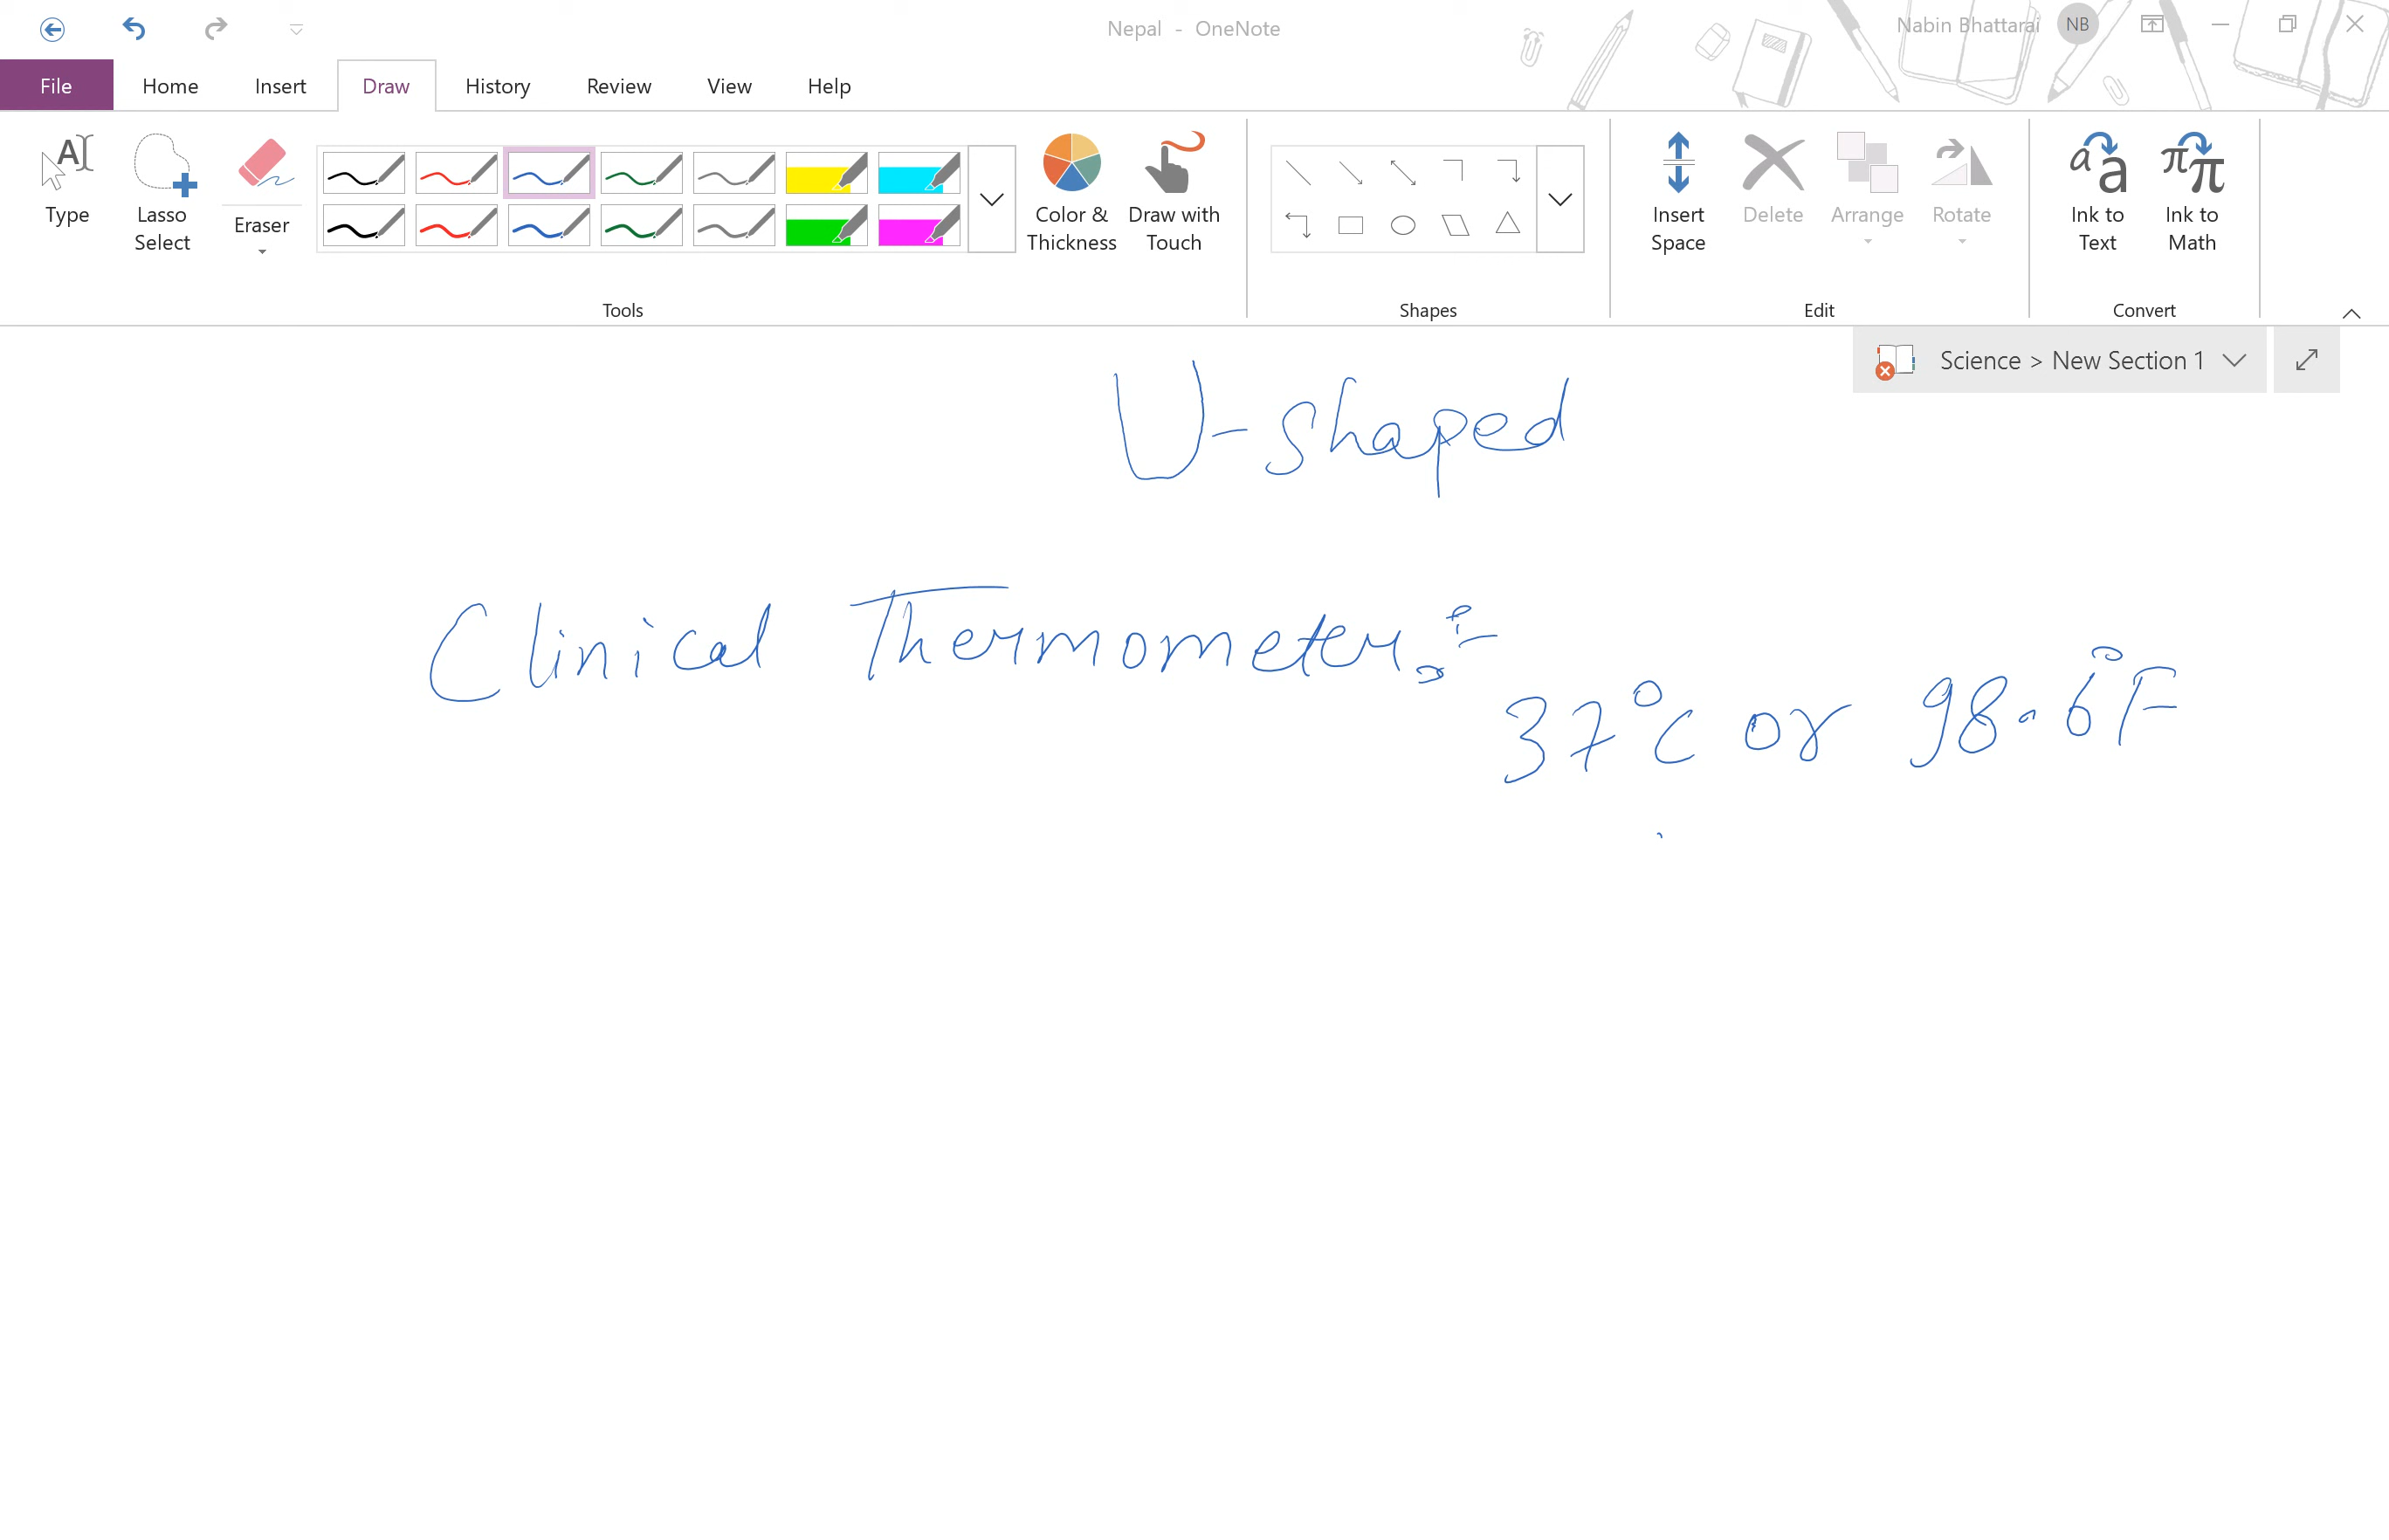 Nepal - OneNote
Nabin Bhattarai NB
File Home Insert Draw History Review View Help
Type
Lasso Select
Eraser
Color & Thickness
Draw with Touch
Insert Space
Delete
Arrange
Rotate
Ink to Text
Ink to Math
Tools
Shapes
Edit
Convert
Science > New Section 1
U-shaped
Clinical Thermometer:-
37°C or 98.6°F